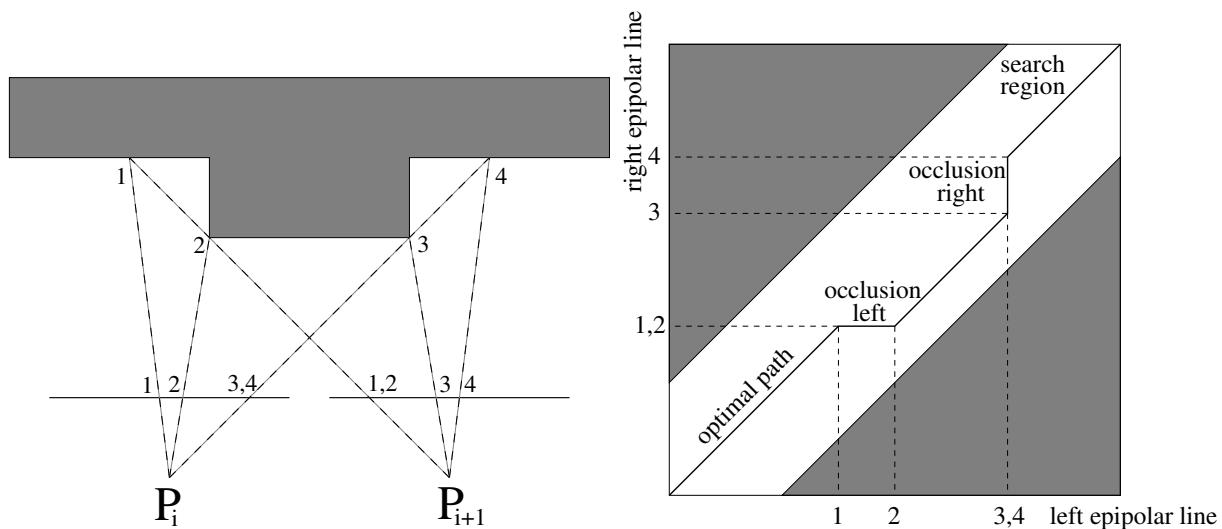 1
2
3
4
1 2
3,4
1,2
3 4
P_i
P_{i+1}
right epipolar line
search
region
4
occlusion
right
3
occlusion
left
1,2
optimal path
1 2 3,4 left epipolar line